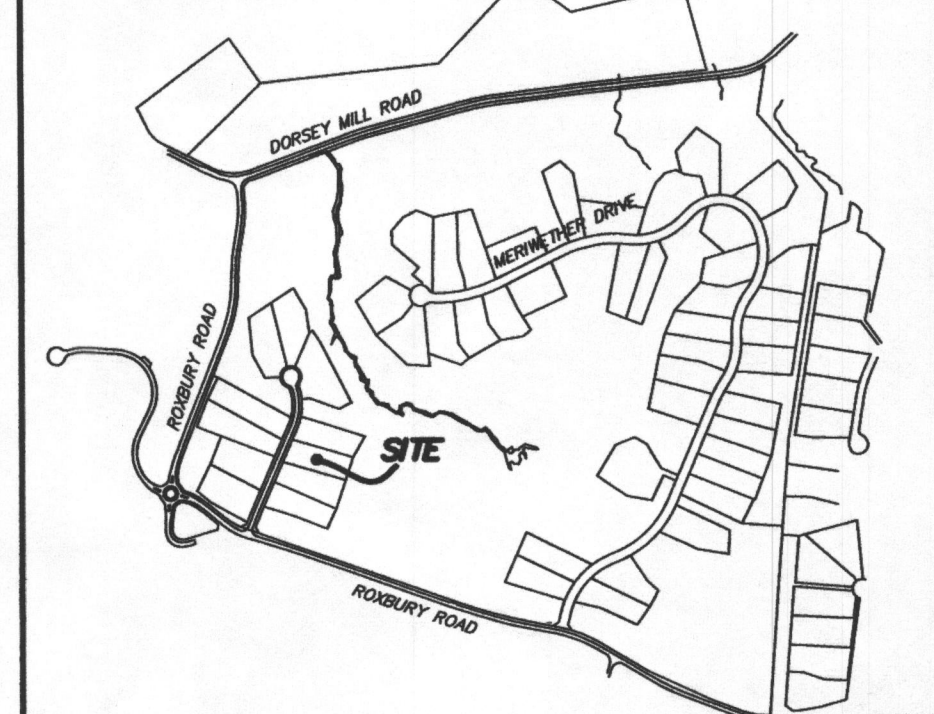 DORSEY MILL ROAD
MERIWETHER DRIVE
ROXBURY ROAD
SITE
ROXBURY ROAD